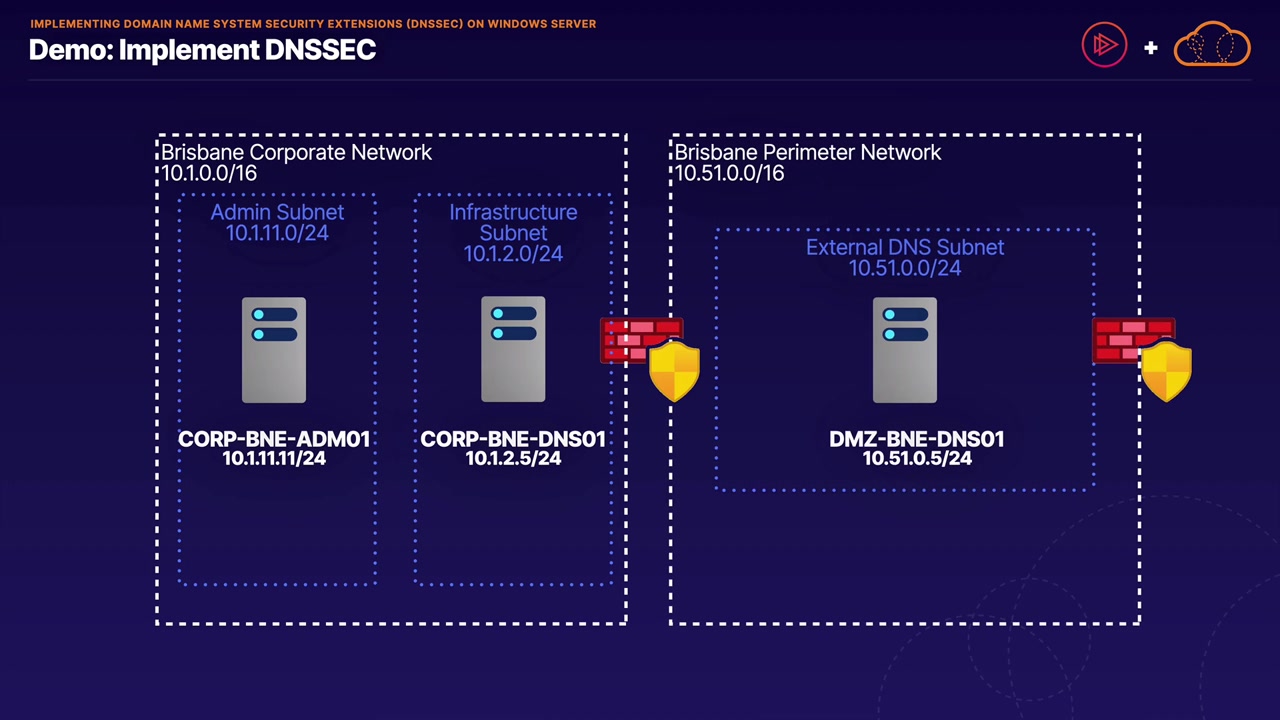 IMPLEMENTING DOMAIN NAME SYSTEM SECURITY EXTENSIONS (DNSSEC) ON WINDOWS SERVER
Demo: Implement DNSSEC
+
Brisbane Corporate Network
10.1.0.0/16
Admin Subnet
10.1.11.0/24
CORP-BNE-ADM01
10.1.11.11/24
Infrastructure
Subnet
10.1.2.0/24
CORP-BNE-DNS01
10.1.2.5/24
Brisbane Perimeter Network
10.51.0.0/16
External DNS Subnet
10.51.0.0/24
DMZ-BNE-DNS01
10.51.0.5/24